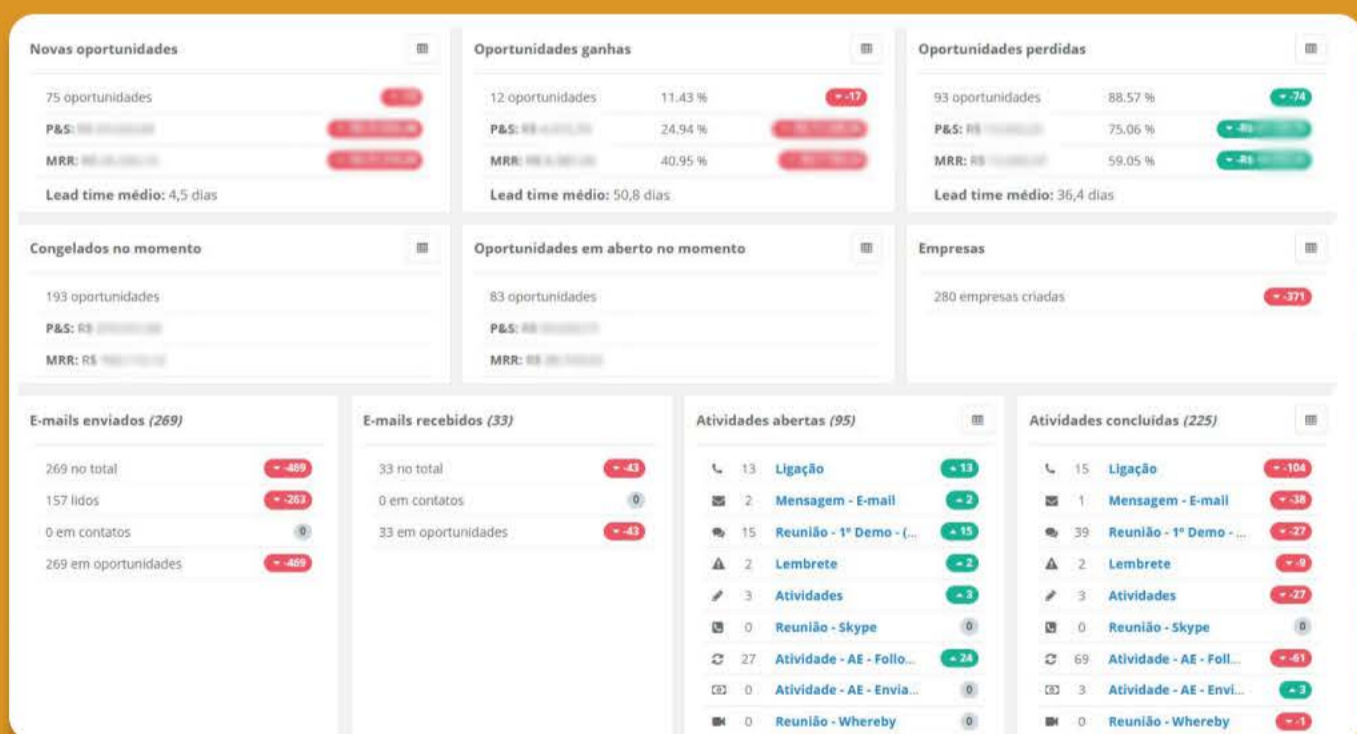 Novas oportunidades
75 oportunidades
P&S:
MRR:
Lead time médio: 4,5 dias
Oportunidades ganhas
12 oportunidades 11.43 % -17
P&S: 24.94 %
MRR: 40.95 %
Lead time médio: 50,8 dias
Oportunidades perdidas
93 oportunidades 88.57 % -74
P&S: R$ 75.06 % -R$
MRR: R$ 59.05 % -R$
Lead time médio: 36,4 dias
Congelados no momento
193 oportunidades
P&S: R$
MRR: R$
Oportunidades em aberto no momento
83 oportunidades
P&S: R$
MRR: R$
Empresas
280 empresas criadas -371
E-mails enviados (269)
269 no total -469
157 lidos -263
0 em contatos 0
269 em oportunidades -469
E-mails recebidos (33)
33 no total -43
0 em contatos 0
33 em oportunidades -43
Atividades abertas (95)
13 Ligação 13
2 Mensagem - E-mail 2
15 Reunião - 1º Demo - (... 15
2 Lembrete 2
3 Atividades 3
0 Reunião - Skype 0
27 Atividade - AE - Follo... 24
0 Atividade - AE - Envia... 0
0 Reunião - Whereby 0
Atividades concluídas (225)
15 Ligação -104
1 Mensagem - E-mail -38
39 Reunião - 1º Demo - ... -27
2 Lembrete -9
3 Atividades -27
0 Reunião - Skype 0
69 Atividade - AE - Foll... -61
3 Atividade - AE - Envi... 3
0 Reunião - Whereby -1